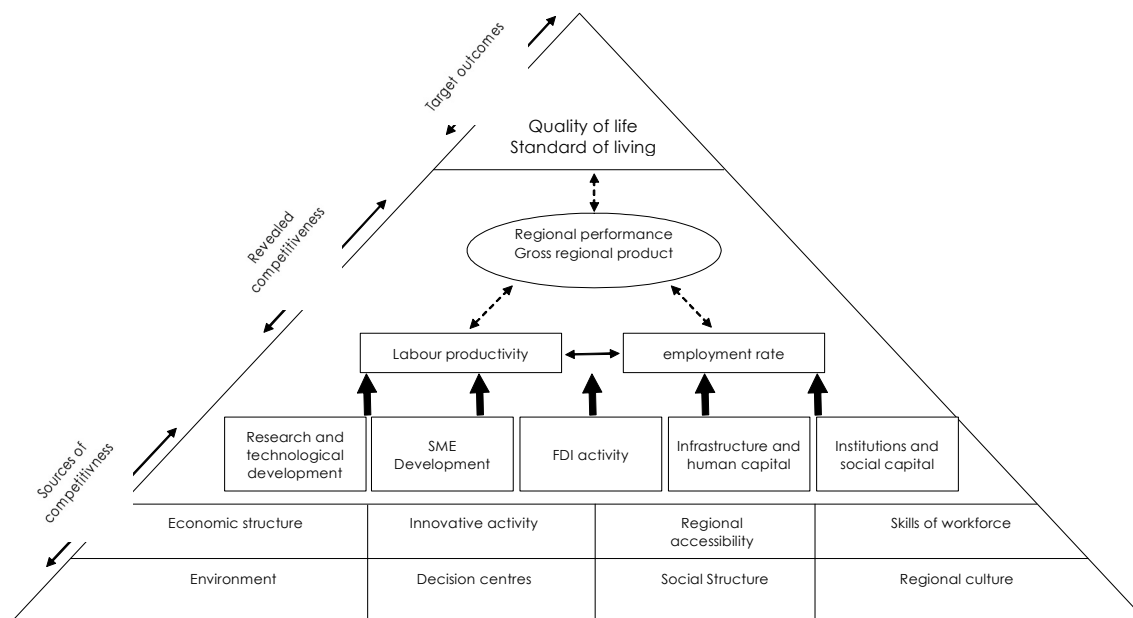 Target outcomes
Quality of life
Standard of living
Revealed
competitiveness
Regional performance
Gross regional product
Labour productivity
employment rate
Sources of
competitivness
Research and
technological
development
SME
Development
FDI activity
Infrastructure and
human capital
Institutions and
social capital
Economic structure
Innovative activity
Regional
accessibility
Skills of workforce
Environment
Decision centres
Social Structure
Regional culture